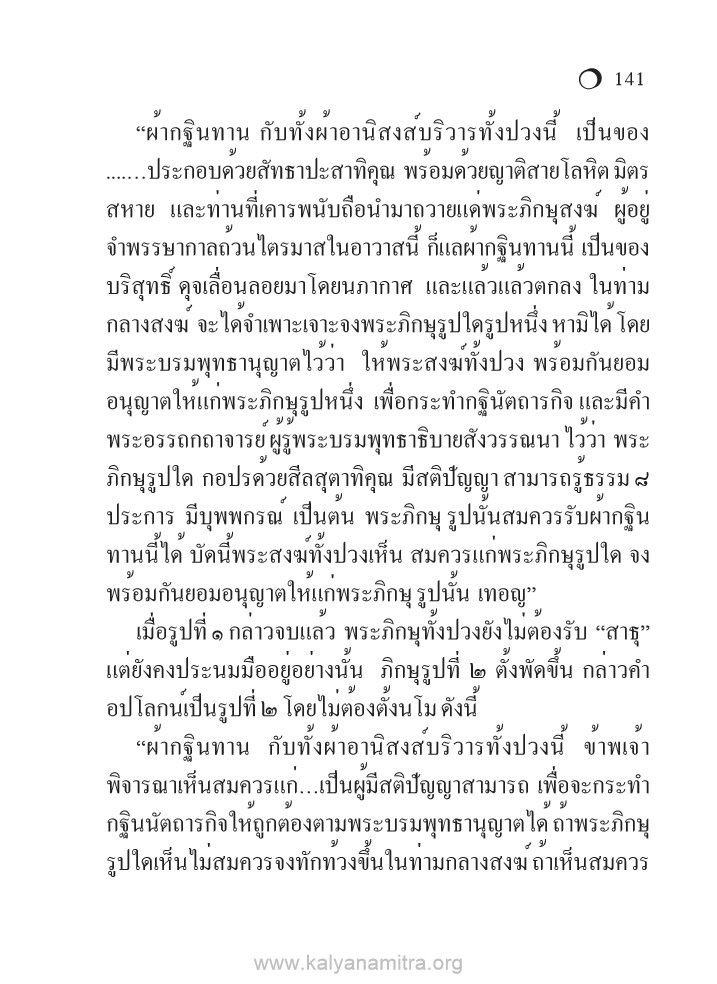 141
“ผ้ากฐินทาน กับทั้งผ้าอานิสงส์บริวารทั้งปวงนี้ เป็นของ
....…ประกอบด้วยสัทธาปะสาทิคุณ พร้อมด้วยญาติสายโลหิต มิตร
สหาย และท่านที่เคารพนับถือนำมาถวายแด่พระภิกษุสงฆ์ ผู้อยู่
จำพรรษากาลถ้วนไตรมาสในอาวาสนี้ ก็แลผ้ากฐินทานนี้ เป็นของ
บริสุทธิ์ ดุจเลื่อนลอยมาโดยนภากาศ และแล้วแล้วตกลง ในท่าม
กลางสงฆ์ จะได้จำเพาะเจาะจงพระภิกษุรูปใดรูปหนึ่ง หามิได้ โดย
มีพระบรมพุทธานุญาตไว้ว่า ให้พระสงฆ์ทั้งปวง พร้อมกันยอม
อนุญาตให้แก่พระภิกษุรูปหนึ่ง เพื่อกระทำกฐินัตถารกิจ และมีคำ
พระอรรถกถาจารย์ ผู้รู้พระบรมพุทธาธิบายสังวรรณนา ไว้ว่า พระ
ภิกษุรูปใด กอปรด้วยสีลสุตาทิคุณ มีสติปัญญา สามารถรู้ธรรม ๘
ประการ มีบุพพกรณ์ เป็นต้น พระภิกษุ รูปนั้นสมควรรับผ้ากฐิน
ทานนี้ได้ บัดนี้พระสงฆ์ทั้งปวงเห็น สมควรแก่พระภิกษุรูปใด จง
พร้อมกันยอมอนุญาตให้แก่พระภิกษุ รูปนั้น เทอญ”
เมื่อรูปที่ ๑ กล่าวจบแล้ว พระภิกษุทั้งปวงยังไม่ต้องรับ “สาธุ”
แต่ยังคงประนมมืออยู่อย่างนั้น ภิกษุรูปที่ ๒ ตั้งพัดขึ้น กล่าวคำ
อปโลกน์เป็นรูปที่ ๒ โดยไม่ต้องตั้งนโม ดังนี้
“ผ้ากฐินทาน กับทั้งผ้าอานิสงส์บริวารทั้งปวงนี้ ข้าพเจ้า
พิจารณาเห็นสมควรแก่…เป็นผู้มีสติปัญญาสามารถ เพื่อจะกระทำ
กฐินนัตถารกิจให้ถูกต้องตามพระบรมพุทธานุญาตได้ ถ้าพระภิกษุ
รูปใดเห็นไม่สมควรจงทักท้วงขึ้นในท่ามกลางสงฆ์ ถ้าเห็นสมควร
www.kalyanamitra.org